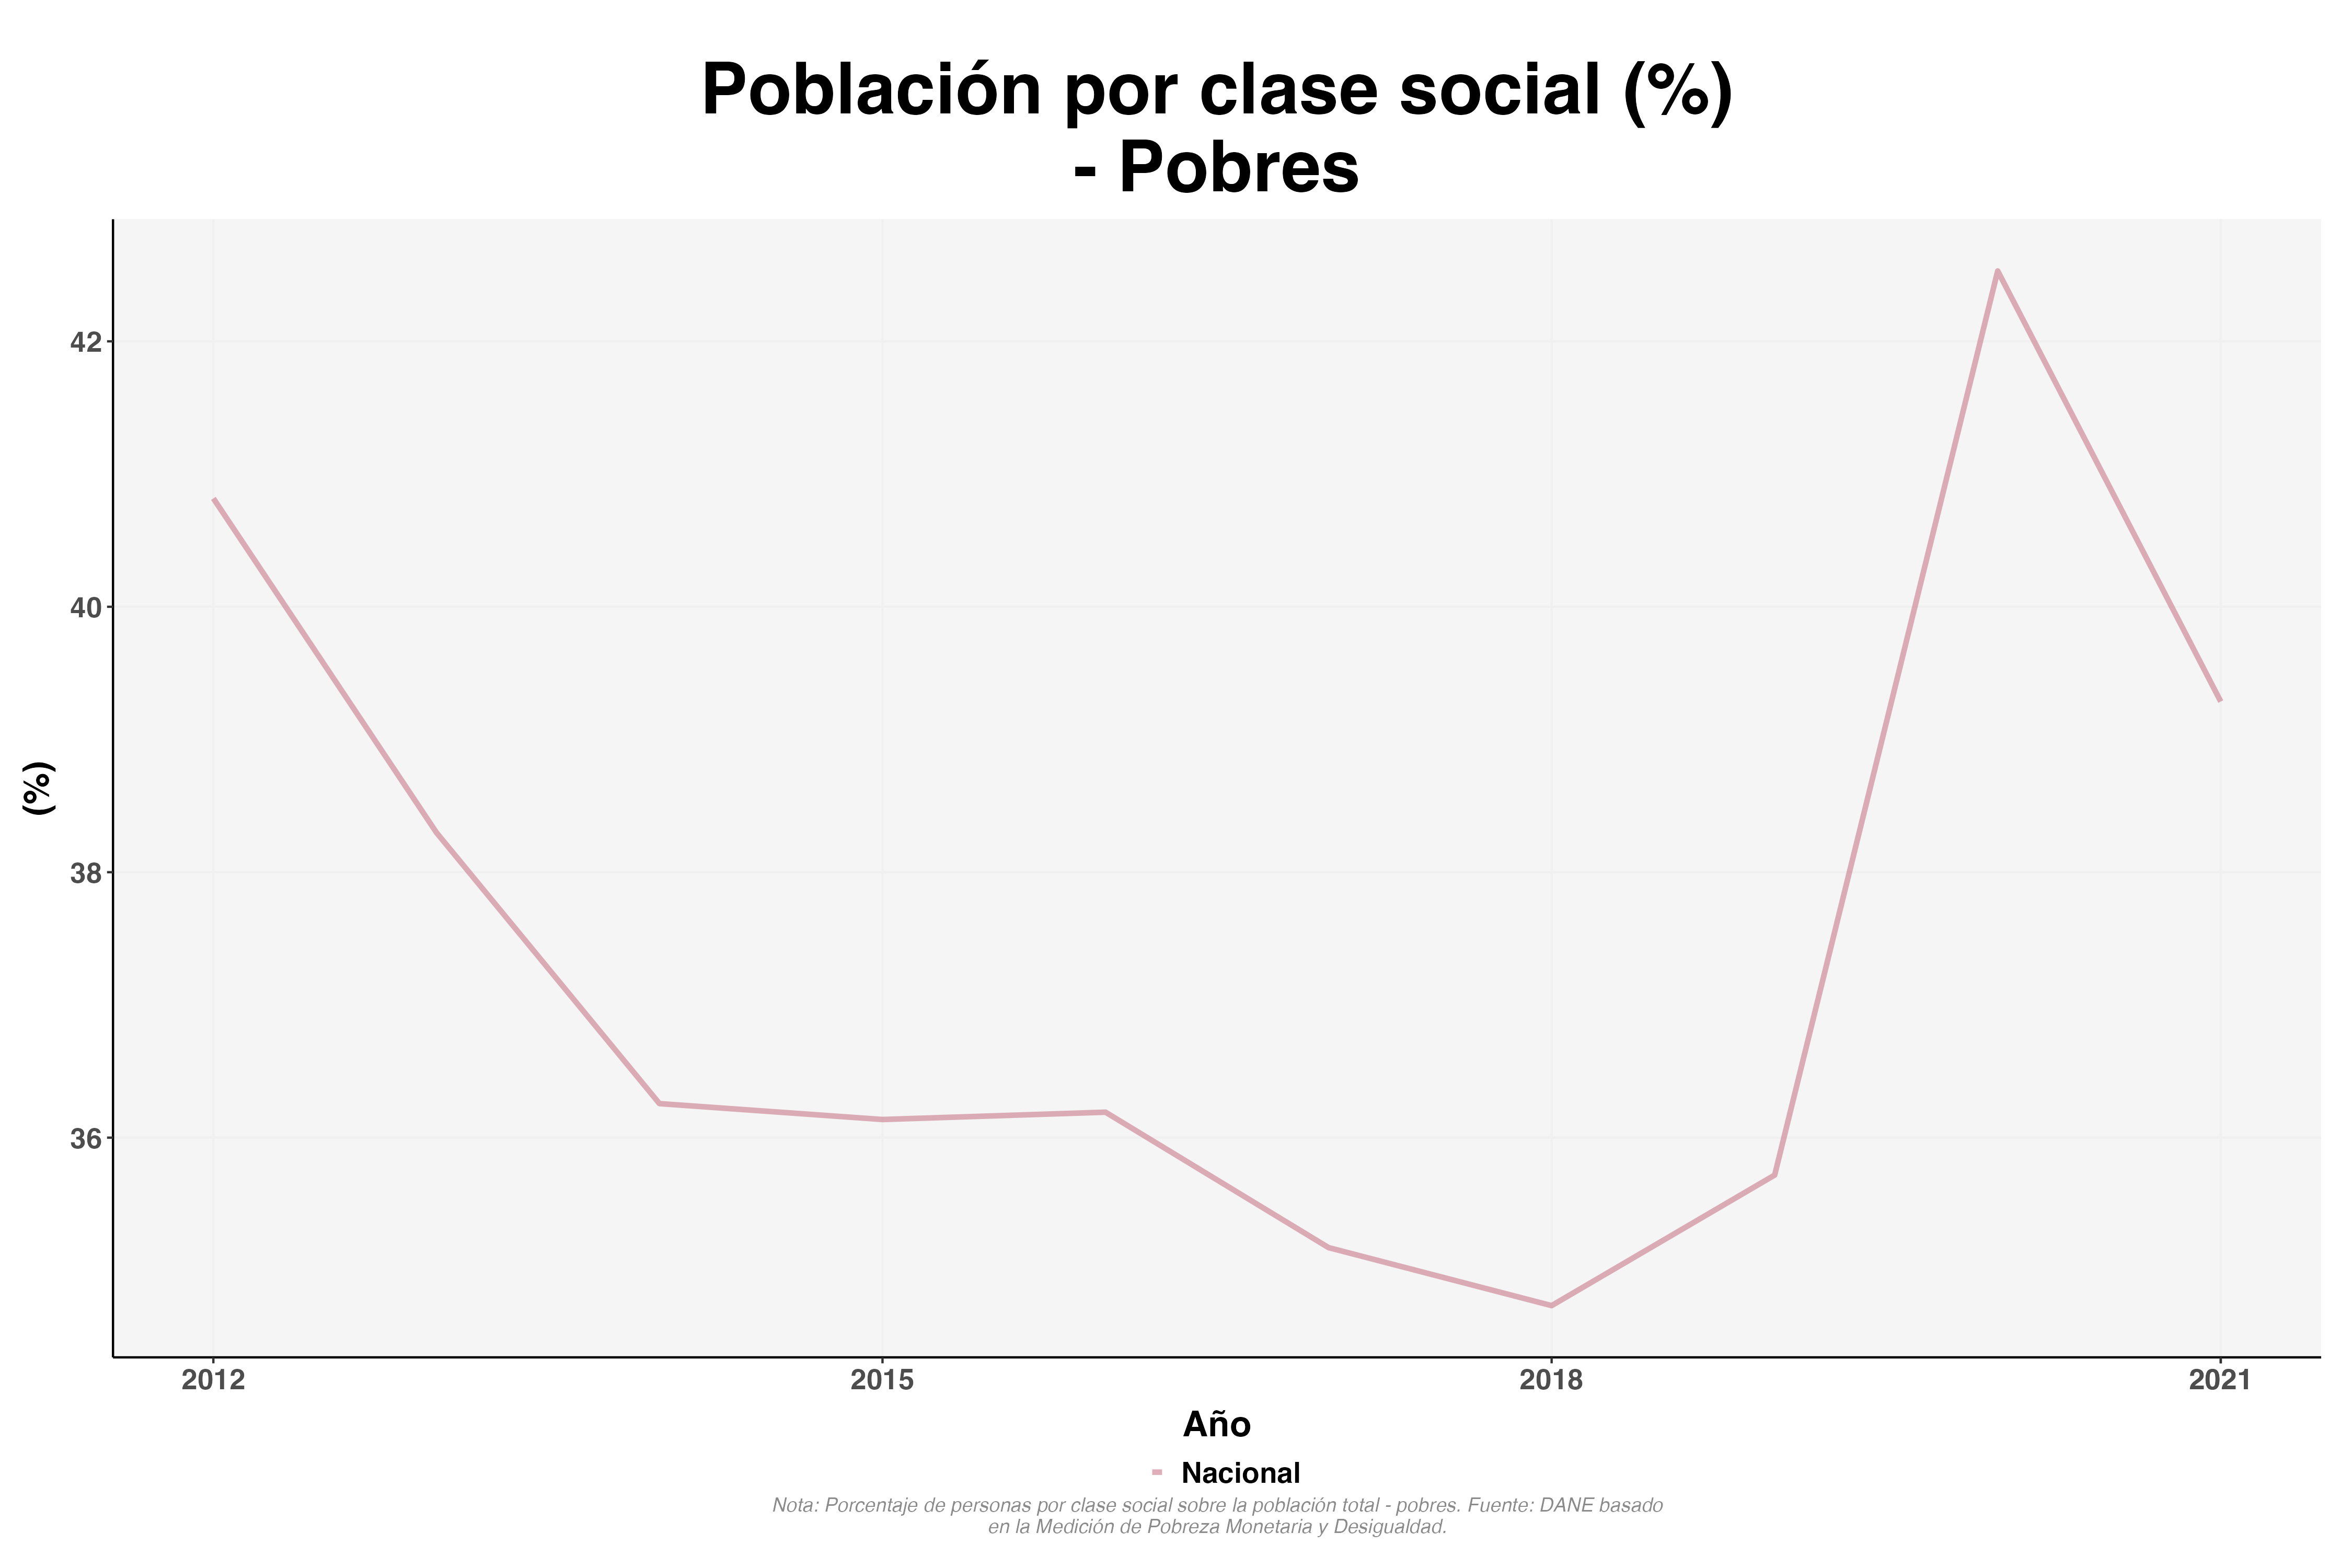 Población por clase social (%)
- Pobres
(%)
42
40
38
36
2012 2015 2018 2021
Año
Nacional
Nota: Porcentaje de personas por clase social sobre la población total - pobres. Fuente: DANE basado
en la Medición de Pobreza Monetaria y Desigualdad.